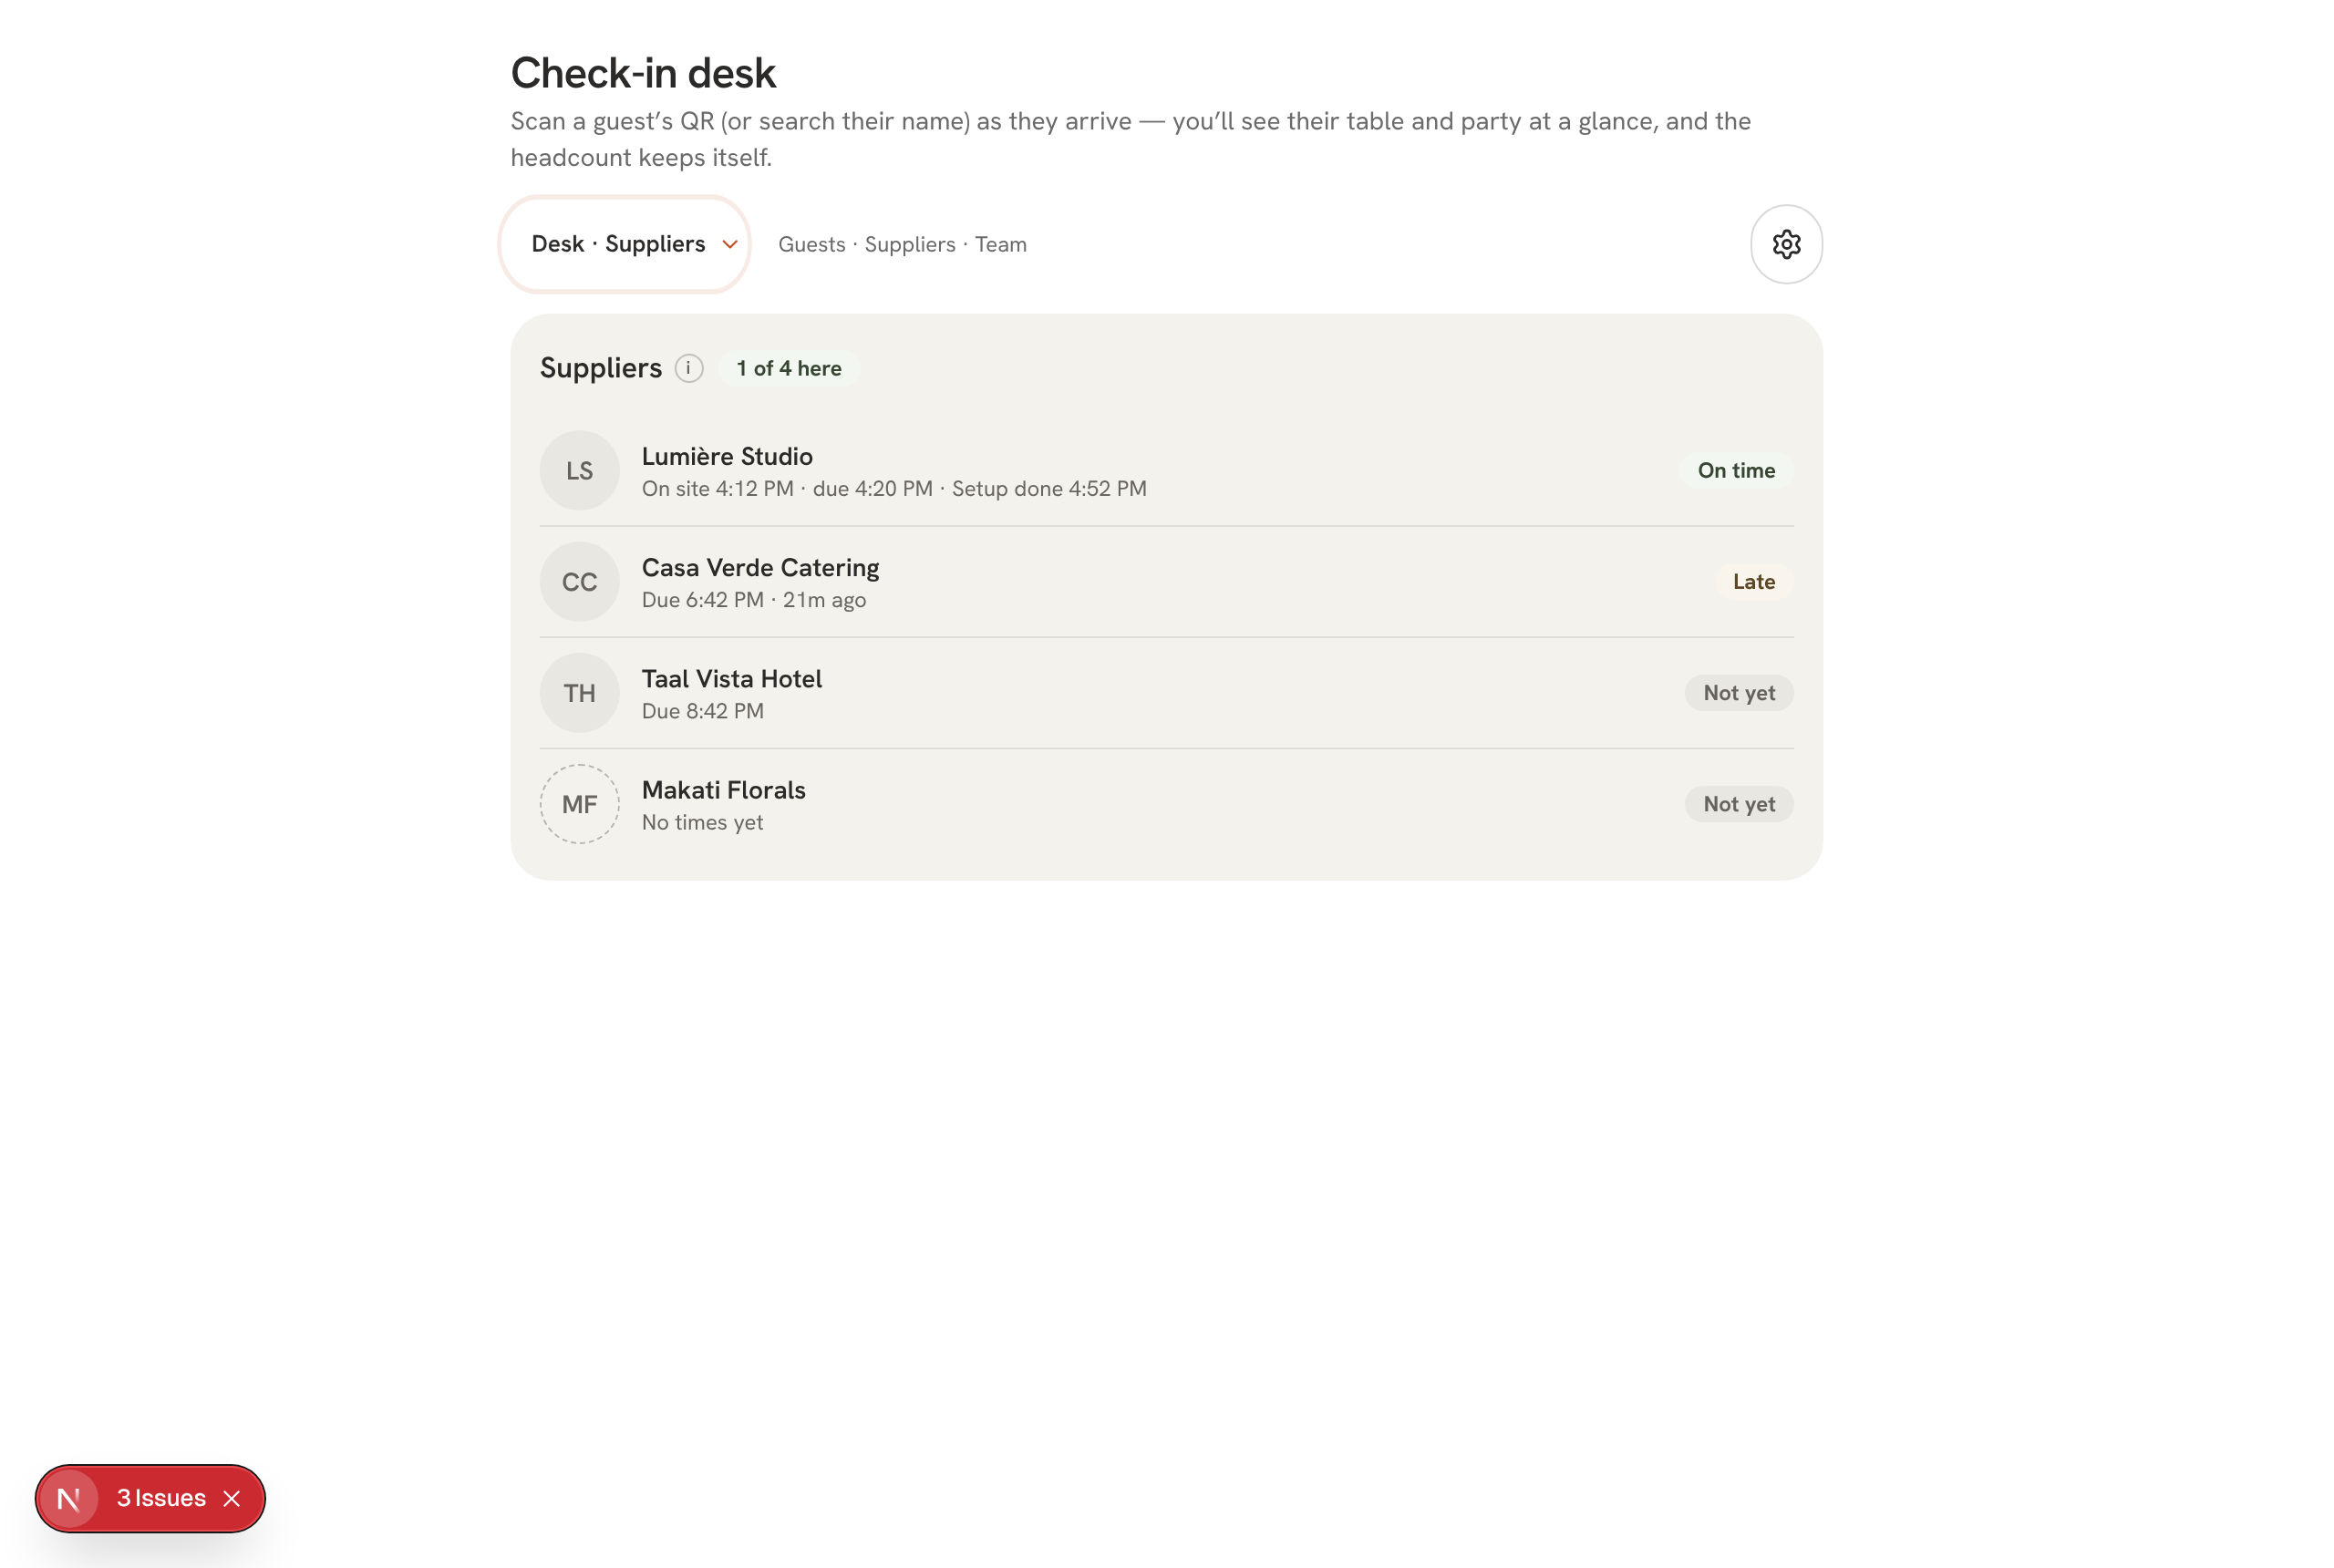 Check-in desk
Scan a guest’s QR (or search their name) as they arrive — you’ll see their table and party at a glance, and the
headcount keeps itself.
Desk · Suppliers
Guests · Suppliers · Team
Suppliers i 1 of 4 here
LS
Lumière Studio
On site 4:12 PM · due 4:20 PM · Setup done 4:52 PM
On time
CC
Casa Verde Catering
Due 6:42 PM · 21m ago
Late
TH
Taal Vista Hotel
Due 8:42 PM
Not yet
MF
Makati Florals
No times yet
Not yet
N 3 Issues